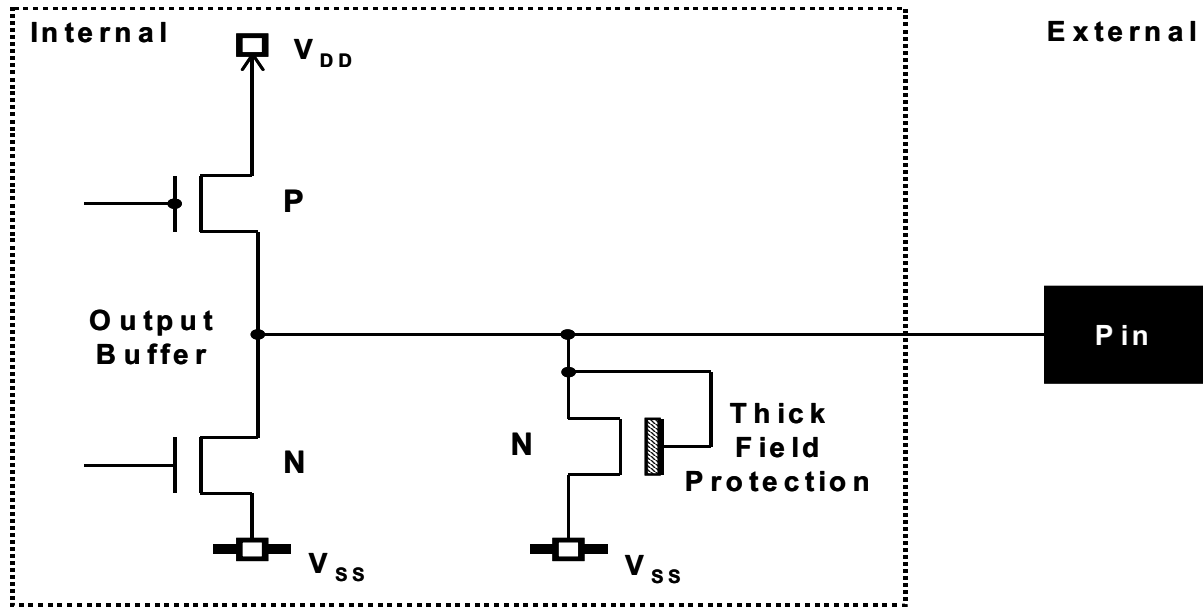 Internal
External
VDD
P
Output
Buffer
Pin
Thick
Field
Protection
N
N
VSS
VSS